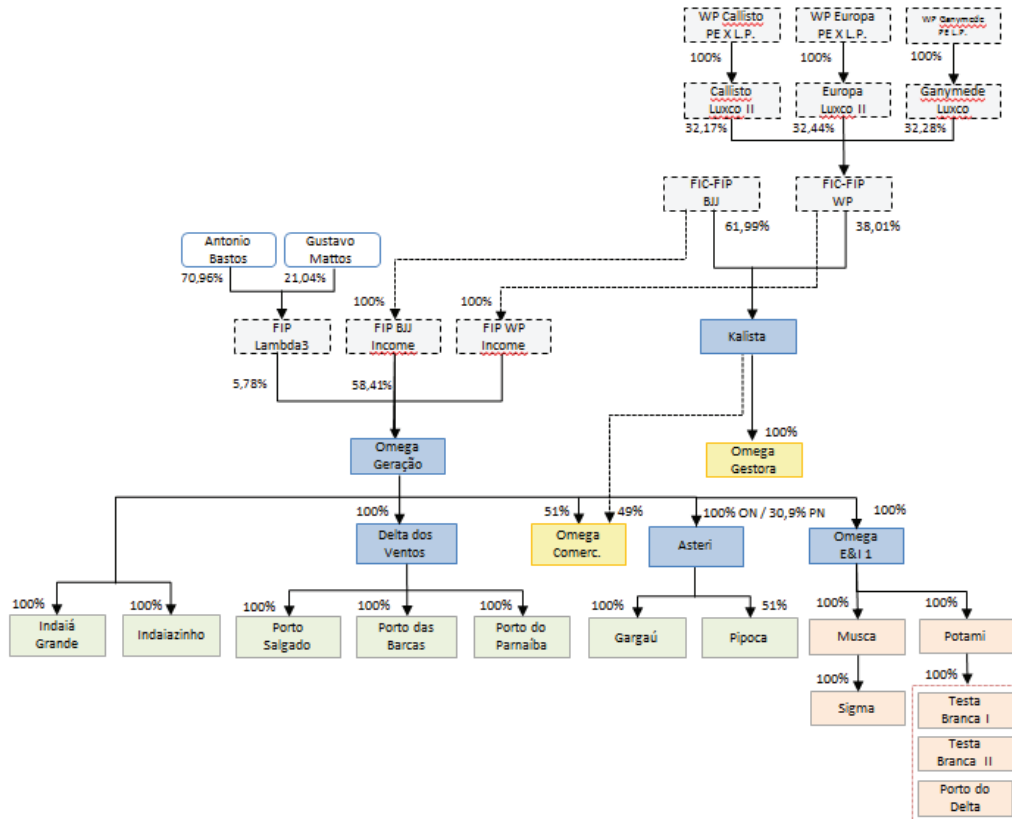 WP Callisto
PE X L.P.
WP Europa
PE X L.P.
WP Ganymede
PE L.P.
100%
100%
100%
Callisto
Luxco II
Europa
Luxco II
Ganymede
Luxco
32,17%
32,44%
32,28%
FIC-FIP
BJJ
FIC-FIP
WP
61,99%
38,01%
Antonio
Bastos
Gustavo
Mattos
70,96%
21,04%
100%
100%
FIP
Lambda3
FIP BJJ
Income
FIP WP
Income
Kalista
5,78%
58,41%
100%
Omega
Geração
Omega
Gestora
100%
51%
49%
100% ON / 30,9% PN
100%
Delta dos
Ventos
Omega
Comerc.
Asteri
Omega
E&I 1
100%
100%
100%
100%
100%
100%
51%
100%
100%
Indaiá
Grande
Indaiazinho
Porto
Salgado
Porto das
Barcas
Porto do
Parnaíba
Gargaú
Pipoca
Musca
Potami
100%
100%
Sigma
Testa
Branca I
Testa
Branca II
Porto do
Delta